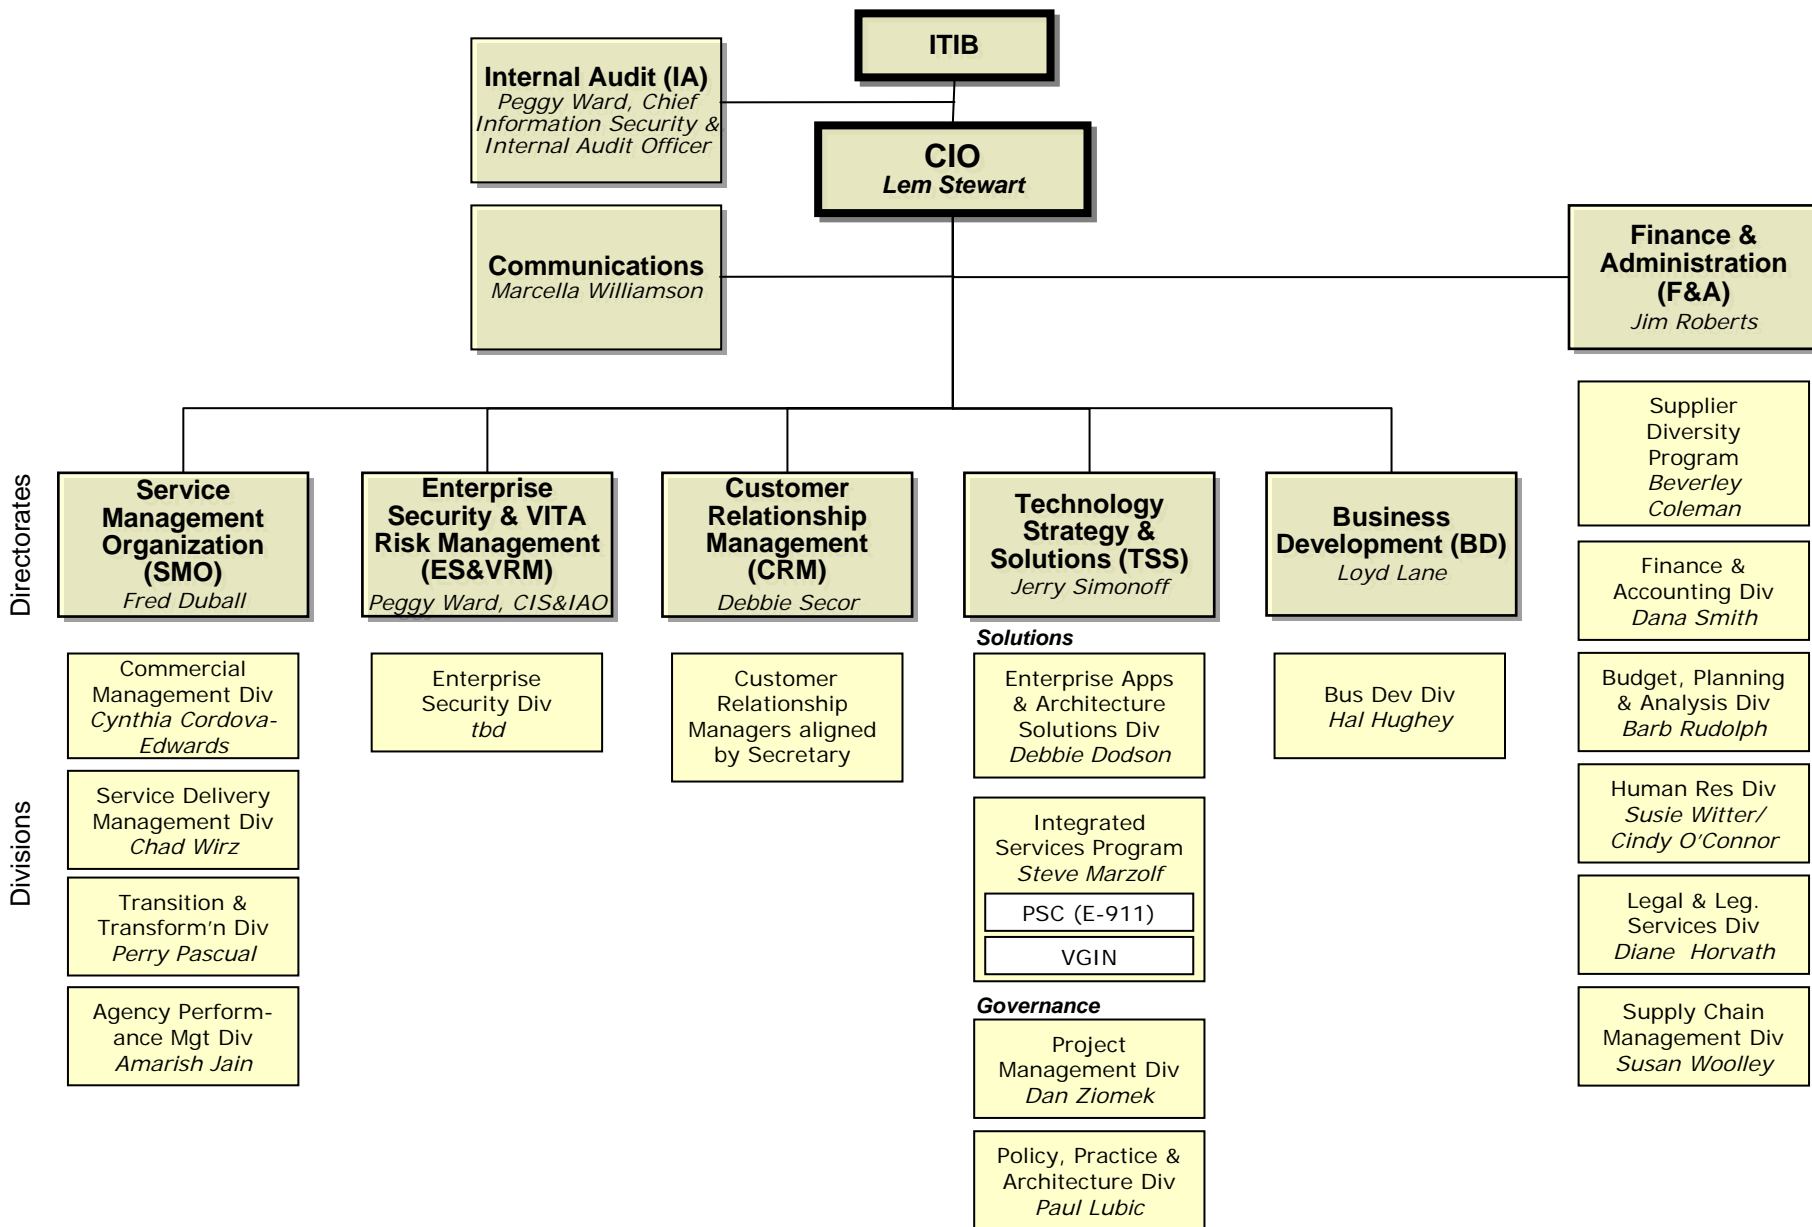 ITIB
Internal Audit (IA)
Peggy Ward, Chief
Information Security &
Internal Audit Officer
CIO
Lem Stewart
Communications
Marcella Williamson
Finance &
Administration
(F&A)
Jim Roberts
Directorates
Service
Management
Organization
(SMO)
Fred Duball
Enterprise
Security & VITA
Risk Management
(ES&VRM)
Peggy Ward, CIS&IAO
Customer
Relationship
Management
(CRM)
Debbie Secor
Technology
Strategy &
Solutions (TSS)
Jerry Simonoff
Business
Development (BD)
Loyd Lane
Divisions
Commercial
Management Div
Cynthia Cordova-
Edwards
Service Delivery
Management Div
Chad Wirz
Transition &
Transform'n Div
Perry Pascual
Agency Perform-
ance Mgt Div
Amarish Jain
Enterprise
Security Div
tbd
Customer
Relationship
Managers aligned
by Secretary
Solutions
Enterprise Apps
& Architecture
Solutions Div
Debbie Dodson
Integrated
Services Program
Steve Marzolf
PSC (E-911)
VGIN
Governance
Project
Management Div
Dan Ziomek
Policy, Practice &
Architecture Div
Paul Lubic
Bus Dev Div
Hal Hughey
Supplier
Diversity
Program
Beverley
Coleman
Finance &
Accounting Div
Dana Smith
Budget, Planning
& Analysis Div
Barb Rudolph
Human Res Div
Susie Witter/
Cindy O'Connor
Legal & Leg.
Services Div
Diane Horvath
Supply Chain
Management Div
Susan Woolley